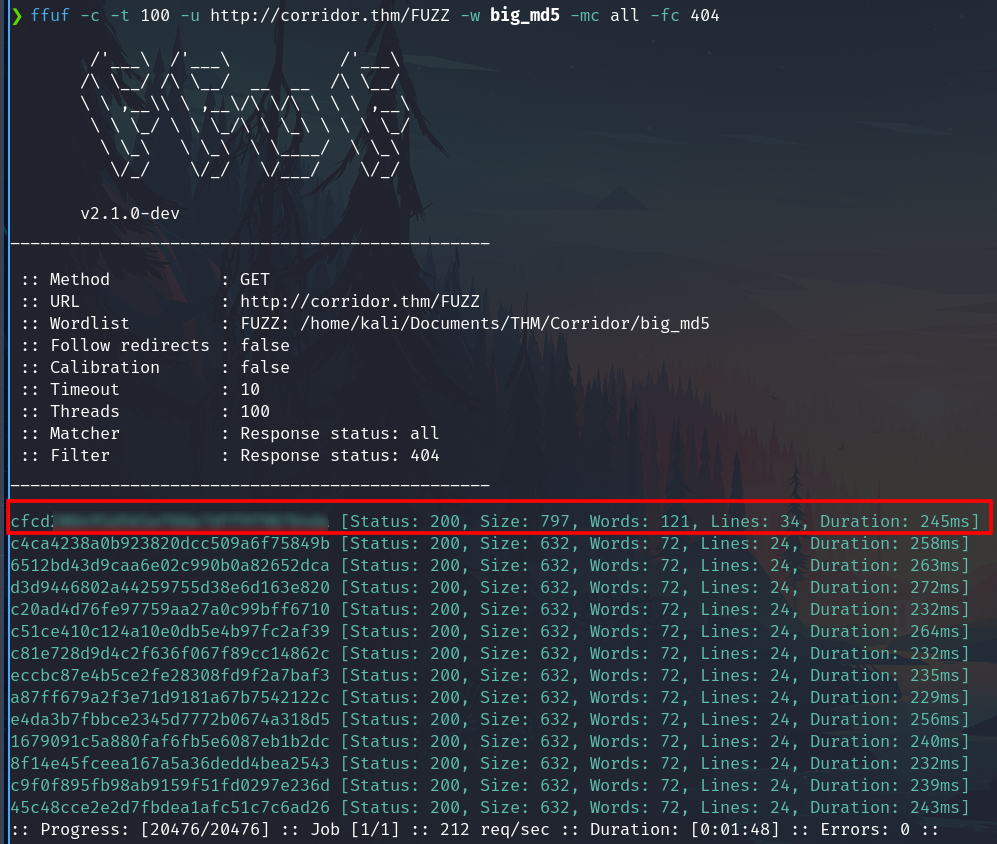 ❯ ffuf -c -t 100 -u http://corridor.thm/FUZZ -w big_md5 -mc all -fc 404
        /'___\  /'___\           /'___\
       /\ \__/ /\ \__/  __  __  /\ \__/
       \ \ ,__\\ \ ,__\/\ \/\ \ \ \ ,__\
        \ \ \_/ \ \ \_/\ \ \_\ \ \ \ \_/
         \ \_\   \ \_\  \ \____/  \ \_\
          \/_/    \/_/   \/___/    \/_/
v2.1.0-dev
________________________________________________
:: Method           : GET
:: URL              : http://corridor.thm/FUZZ
:: Wordlist         : FUZZ: /home/kali/Documents/THM/Corridor/big_md5
:: Follow redirects : false
:: Calibration      : false
:: Timeout          : 10
:: Threads          : 100
:: Matcher          : Response status: all
:: Filter           : Response status: 404
________________________________________________
cfcd2 [Status: 200, Size: 797, Words: 121, Lines: 34, Duration: 245ms]
c4ca4238a0b923820dcc509a6f75849b [Status: 200, Size: 632, Words: 72, Lines: 24, Duration: 258ms]
6512bd43d9caa6e02c990b0a82652dca [Status: 200, Size: 632, Words: 72, Lines: 24, Duration: 263ms]
d3d9446802a44259755d38e6d163e820 [Status: 200, Size: 632, Words: 72, Lines: 24, Duration: 272ms]
c20ad4d76fe97759aa27a0c99bff6710 [Status: 200, Size: 632, Words: 72, Lines: 24, Duration: 232ms]
c51ce410c124a10e0db5e4b97fc2af39 [Status: 200, Size: 632, Words: 72, Lines: 24, Duration: 264ms]
c81e728d9d4c2f636f067f89cc14862c [Status: 200, Size: 632, Words: 72, Lines: 24, Duration: 232ms]
eccbc87e4b5ce2fe28308fd9f2a7baf3 [Status: 200, Size: 632, Words: 72, Lines: 24, Duration: 235ms]
a87ff679a2f3e71d9181a67b7542122c [Status: 200, Size: 632, Words: 72, Lines: 24, Duration: 229ms]
e4da3b7fbbce2345d7772b0674a318d5 [Status: 200, Size: 632, Words: 72, Lines: 24, Duration: 256ms]
1679091c5a880faf6fb5e6087eb1b2dc [Status: 200, Size: 632, Words: 72, Lines: 24, Duration: 240ms]
8f14e45fceea167a5a36dedd4bea2543 [Status: 200, Size: 632, Words: 72, Lines: 24, Duration: 232ms]
c9f0f895fb98ab9159f51fd0297e236d [Status: 200, Size: 632, Words: 72, Lines: 24, Duration: 239ms]
45c48cce2e2d7fbdea1afc51c7c6ad26 [Status: 200, Size: 632, Words: 72, Lines: 24, Duration: 243ms]
:: Progress: [20476/20476] :: Job [1/1] :: 212 req/sec :: Duration: [0:01:48] :: Errors: 0 ::